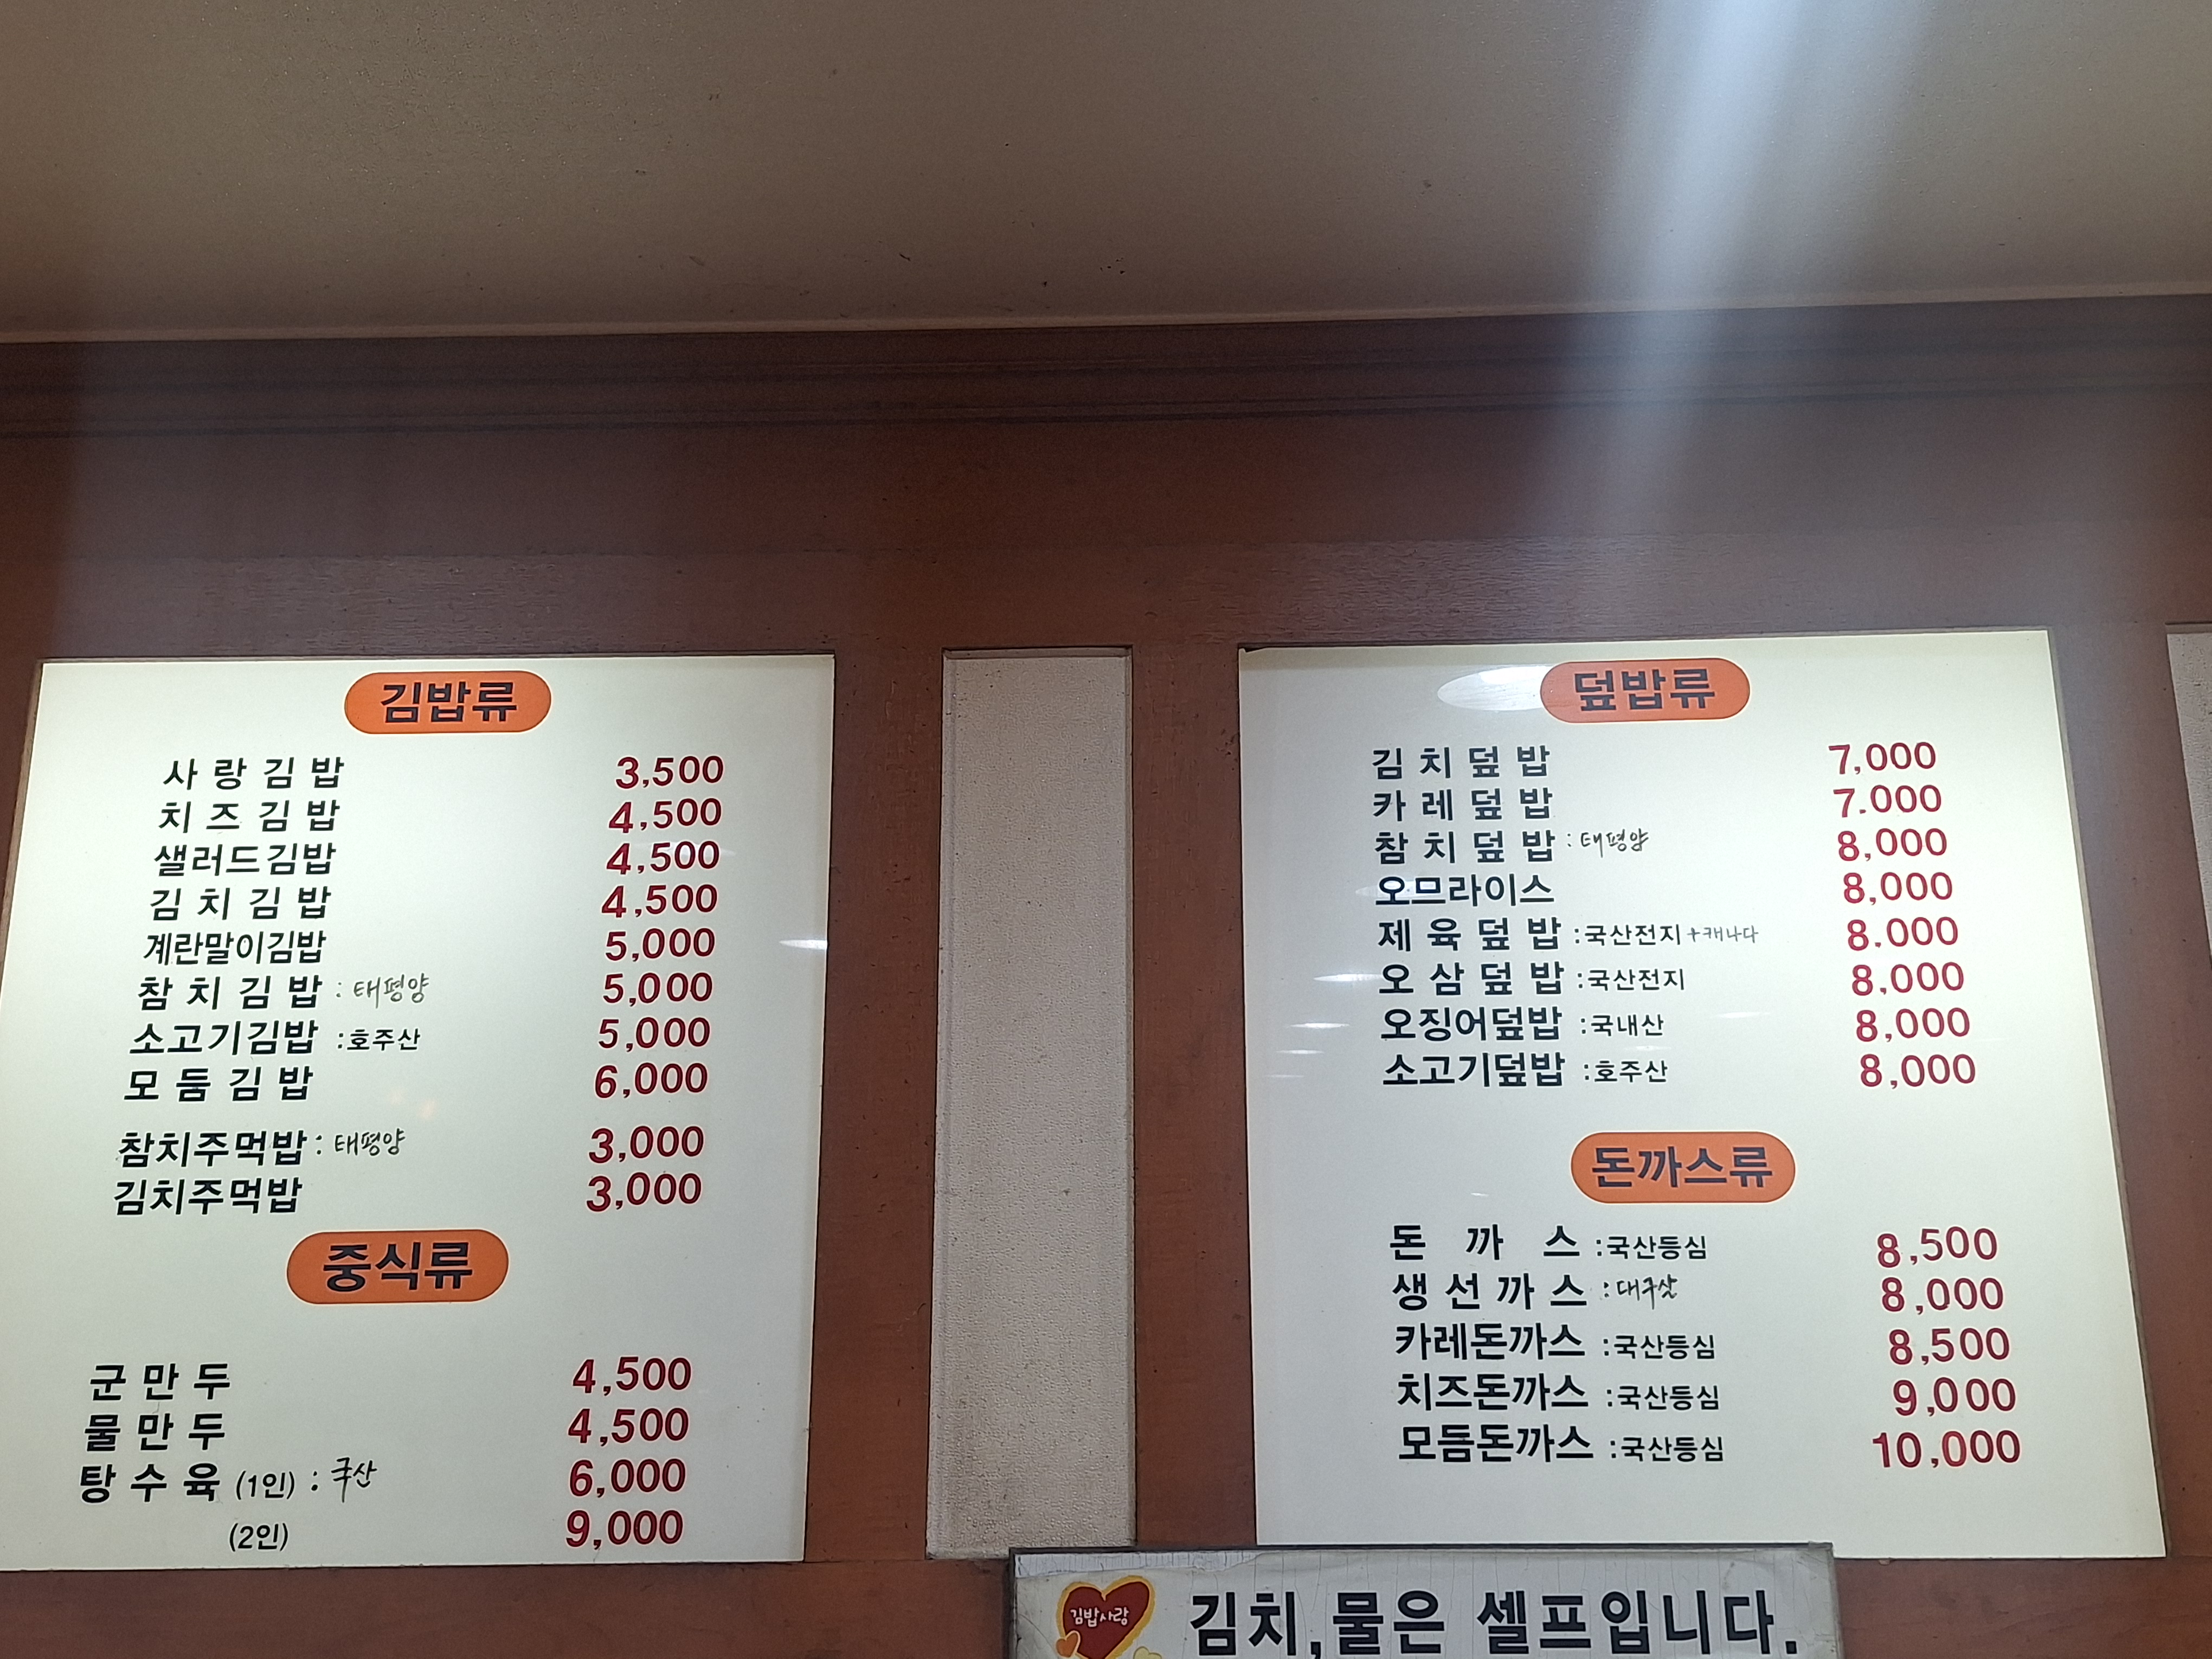 김밥류
사랑김밥 3,500
치즈김밥 4,500
샐러드김밥 4,500
김치김밥 4,500
계란말이김밥 5,000
참치김밥 : 태평양 5,000
소고기김밥 :호주산 5,000
모둠김밥 6,000
참치주먹밥 : 태평양 3,000
김치주먹밥 3,000
중식류
군만두 4,500
물만두 4,500
탕수육 (1인) : 국산 6,000
(2인) 9,000
덮밥류
김치덮밥 7,000
카레덮밥 7.000
참치덮밥 : 태평양 8,000
오므라이스 8,000
제육덮밥 :국산전지+캐나다 8.000
오삼덮밥 :국산전지 8,000
오징어덮밥 :국내산 8,000
소고기덮밥 :호주산 8,000
돈까스류
돈까스 :국산등심 8,500
생선까스 : 대구살 8,000
카레돈까스 :국산등심 8,500
치즈돈까스 :국산등심 9,000
모듬돈까스 :국산등심 10,000
김밥사랑
김치,물은 셀프입니다.